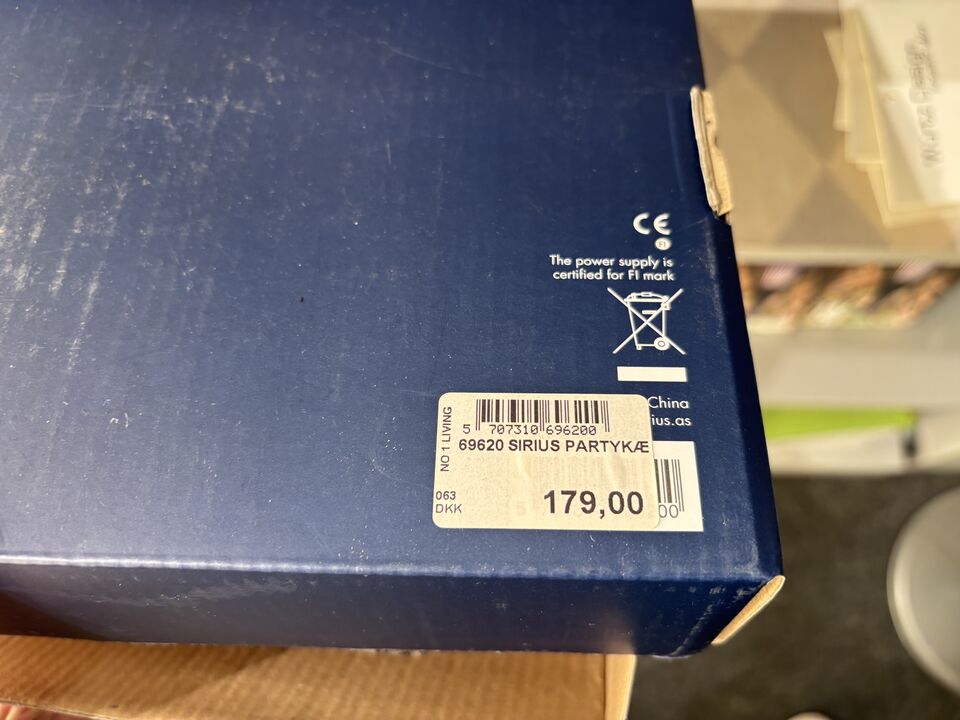 CE
FI
The power supply is
certified for FI mark
China
ius.as
NO 1 LIVING
5 707310 696200
69620 SIRIUS PARTYKÆ
063
DKK
179,00
00